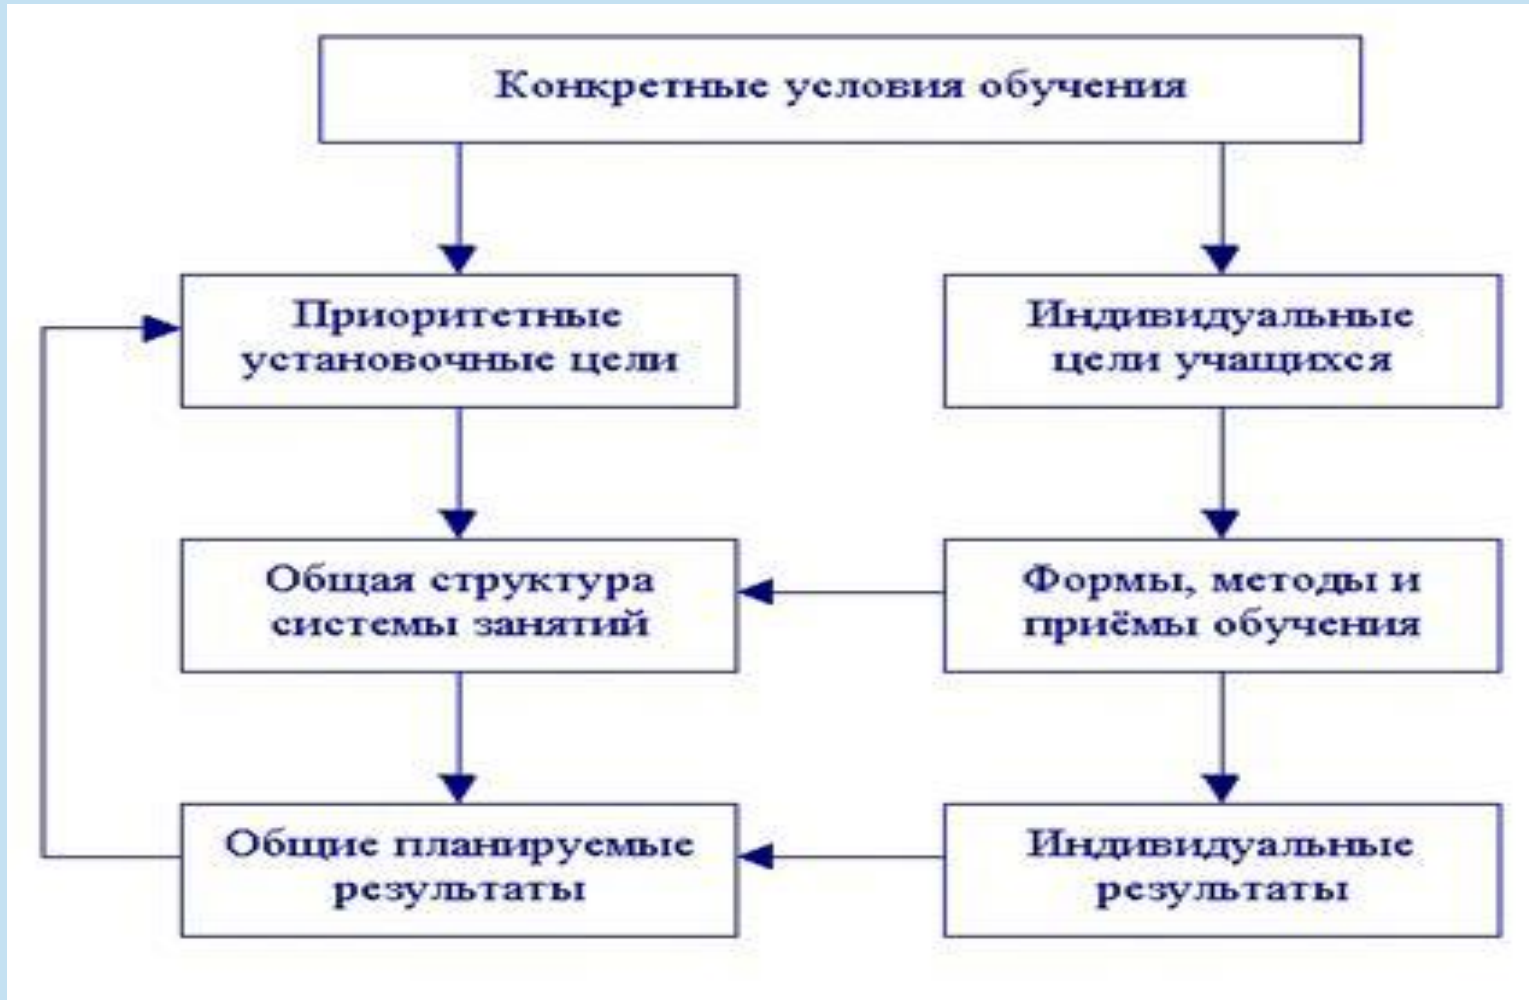 Конкретные условия обучения
Приоритетные
установочные цели
Индивидуальные
цели учащихся
Общая структура
системы занятий
Формы, методы и
приёмы обучения
Общие планируемые
результаты
Индивидуальные
результаты